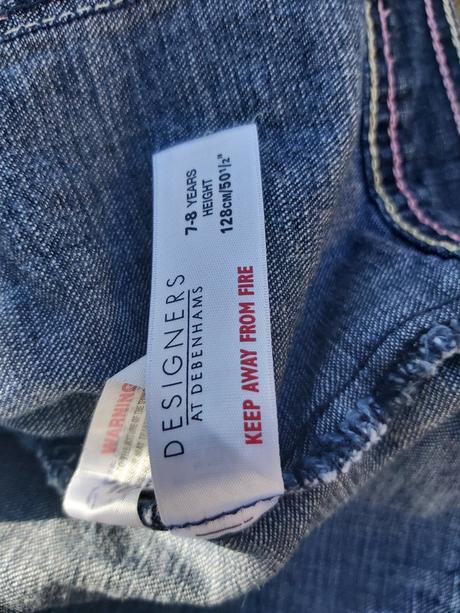 DESIGNERS
AT DEBENHAMS
7-8 YEARS
HEIGHT
128CM/50½"
KEEP AWAY FROM FIRE
WARNING